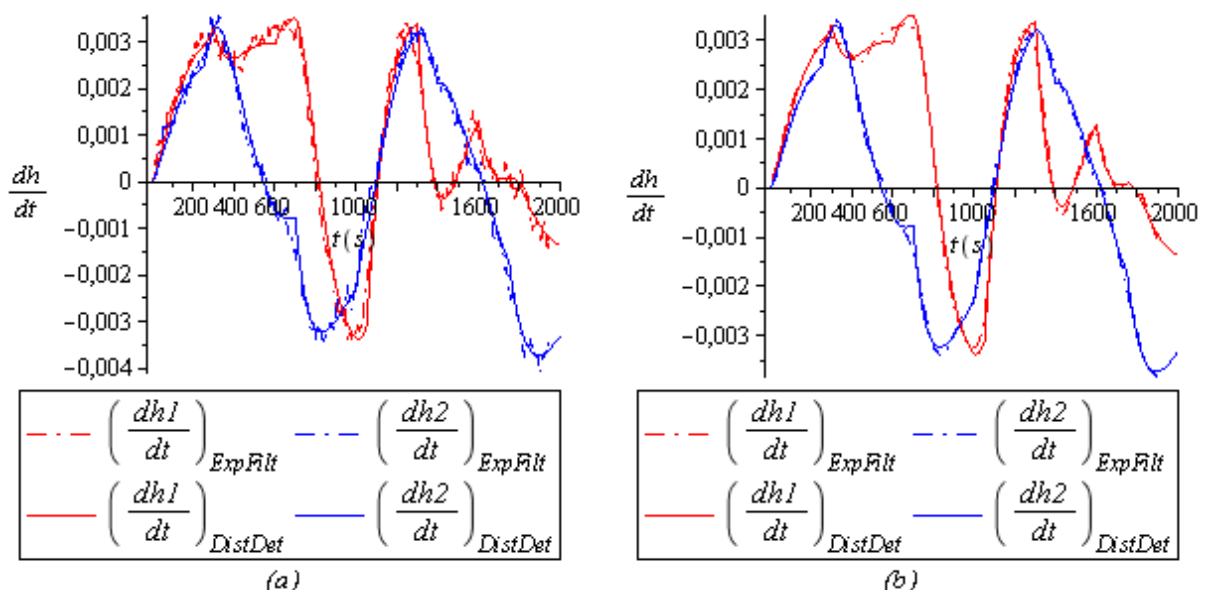 0,003 0,003
0,002 0,002
0,001 0,001
dh/dt 0 dh/dt 0
200 400 600 1000 1600 2000 200 400 600 1000 1600 2000
−0,001 t(s) −0,001 t(s)
−0,002 −0,002
−0,003 −0,003
−0,004
(dh1/dt)ExpFilt (dh2/dt)ExpFilt (dh1/dt)ExpFilt (dh2/dt)ExpFilt
(dh1/dt)DistDet (dh2/dt)DistDet (dh1/dt)DistDet (dh2/dt)DistDet
(a) (b)